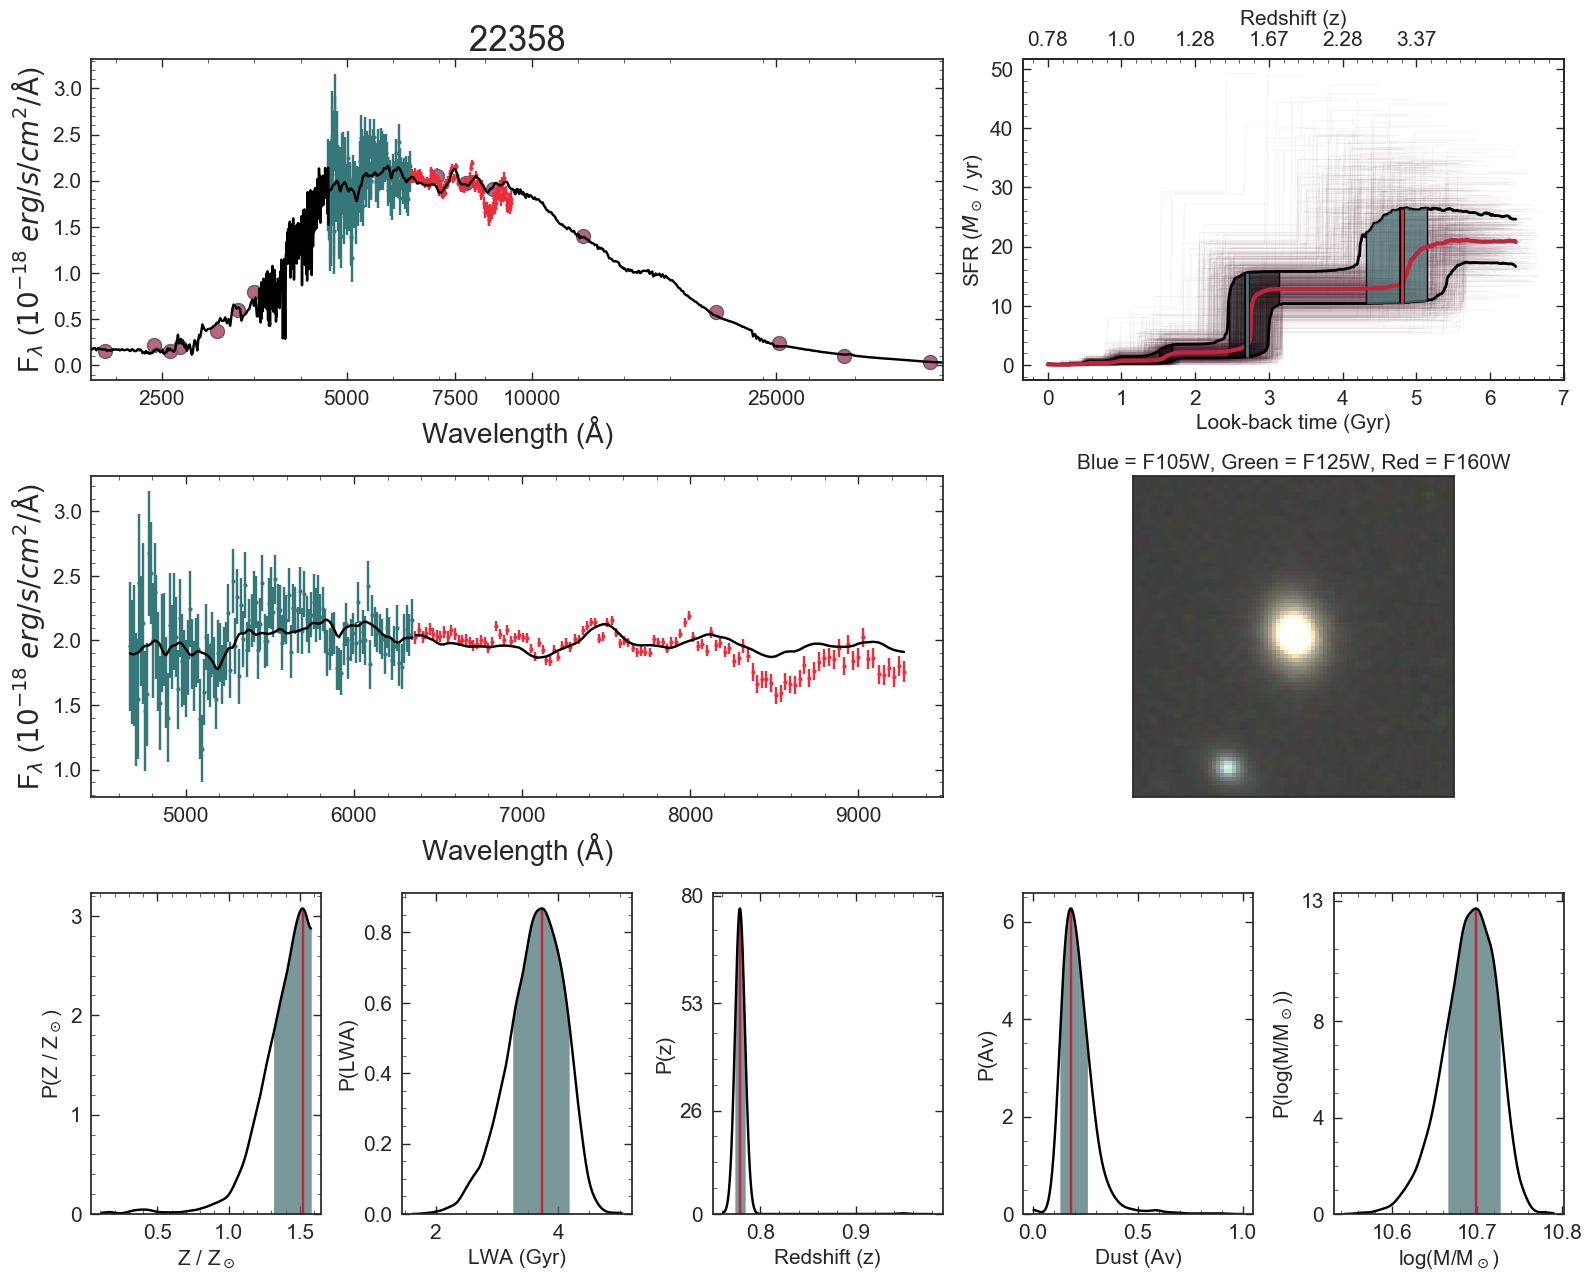 22358
F_λ (10^{-18} erg/s/cm^2/Å)
3.0
2.5
2.0
1.5
1.0
0.5
0.0
2500 5000 7500 10000 25000
Wavelength (Å)
Redshift (z)
0.78 1.0 1.28 1.67 2.28 3.37
SFR (M_⊙ / yr)
50
40
30
20
10
0
0 1 2 3 4 5 6 7
Look-back time (Gyr)
F_λ (10^{-18} erg/s/cm^2/Å)
3.0
2.5
2.0
1.5
1.0
5000 6000 7000 8000 9000
Wavelength (Å)
Blue = F105W, Green = F125W, Red = F160W
P(Z / Z_⊙)
3
2
1
0
0.5 1.0 1.5
Z / Z_⊙
P(LWA)
0.8
0.6
0.4
0.2
0.0
2 4
LWA (Gyr)
P(z)
80
53
26
0
0.8 0.9
Redshift (z)
P(Av)
6
4
2
0
0.0 0.5 1.0
Dust (Av)
P(log(M/M_⊙))
13
8
4
0
10.6 10.7 10.8
log(M/M_⊙)